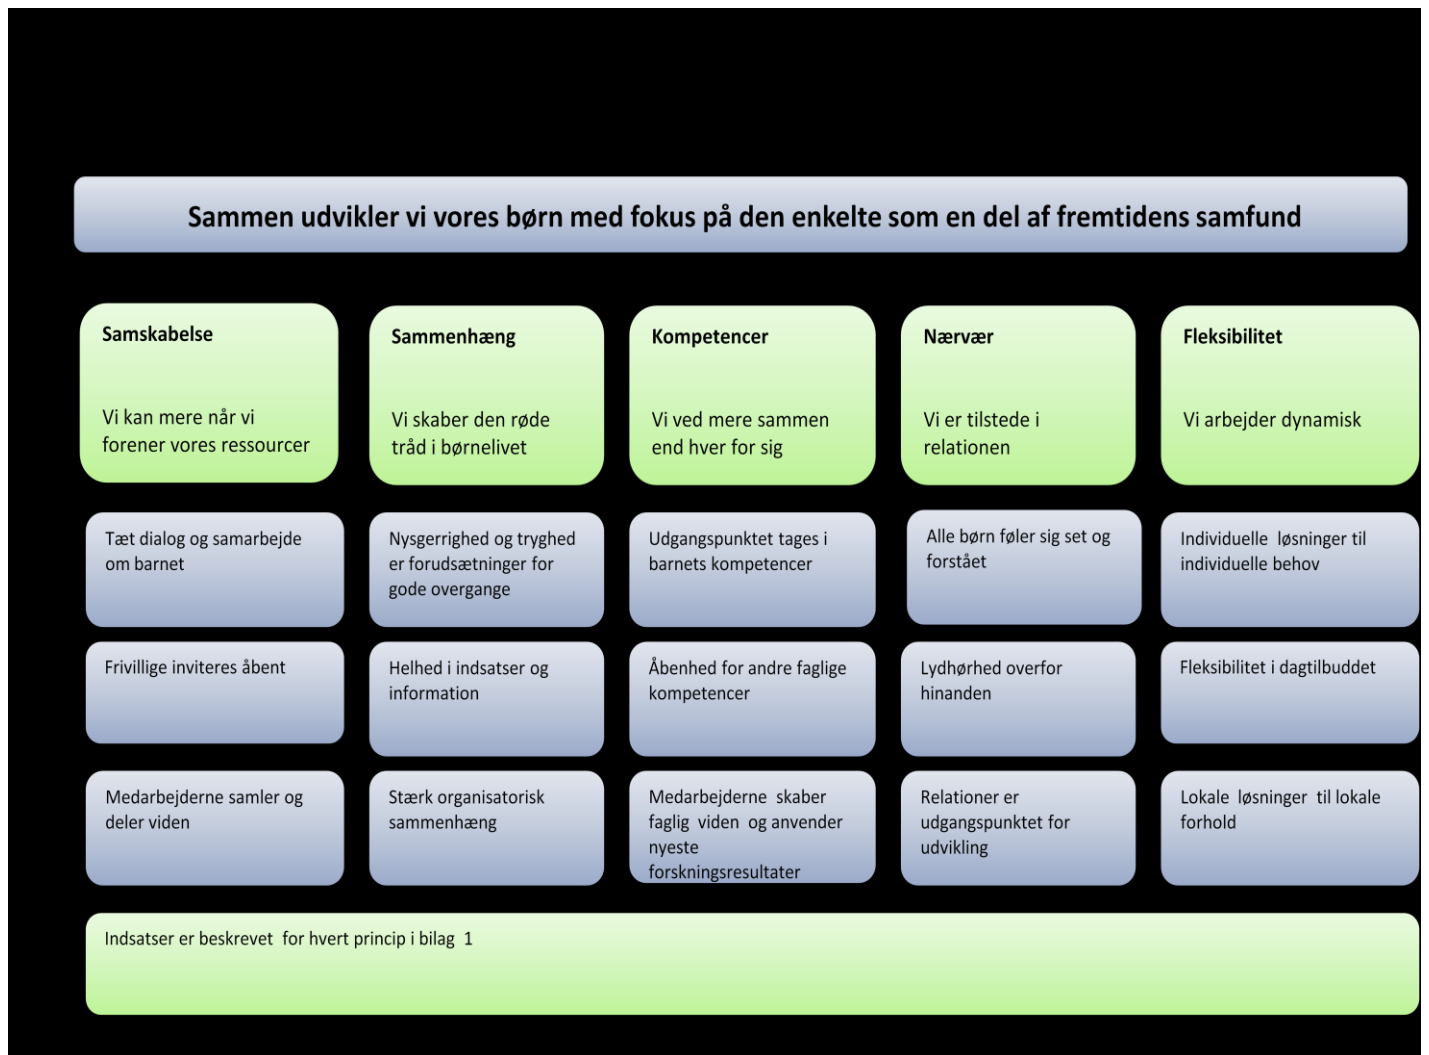 Sammen udvikler vi vores børn med fokus på den enkelte som en del af fremtidens samfund
Samskabelse
Vi kan mere når vi
forener vores ressourcer
Sammenhæng
Vi skaber den røde
tråd i børnelivet
Kompetencer
Vi ved mere sammen
end hver for sig
Nærvær
Vi er tilstede i
relationen
Fleksibilitet
Vi arbejder dynamisk
Tæt dialog og samarbejde
om barnet
Nysgerrighed og tryghed
er forudsætninger for
gode overgange
Udgangspunktet tages i
barnets kompetencer
Alle børn føler sig set og
forstået
Individuelle  løsninger til
individuelle behov
Frivillige inviteres åbent
Helhed i indsatser og
information
Åbenhed for andre faglige
kompetencer
Lydhørhed overfor
hinanden
Fleksibilitet i dagtilbuddet
Medarbejderne samler og
deler viden
Stærk organisatorisk
sammenhæng
Medarbejderne  skaber
faglig  viden  og anvender
nyeste
forskningsresultater
Relationer er
udgangspunktet for
udvikling
Lokale  løsninger  til lokale
forhold
Indsatser er beskrevet  for hvert princip i bilag  1